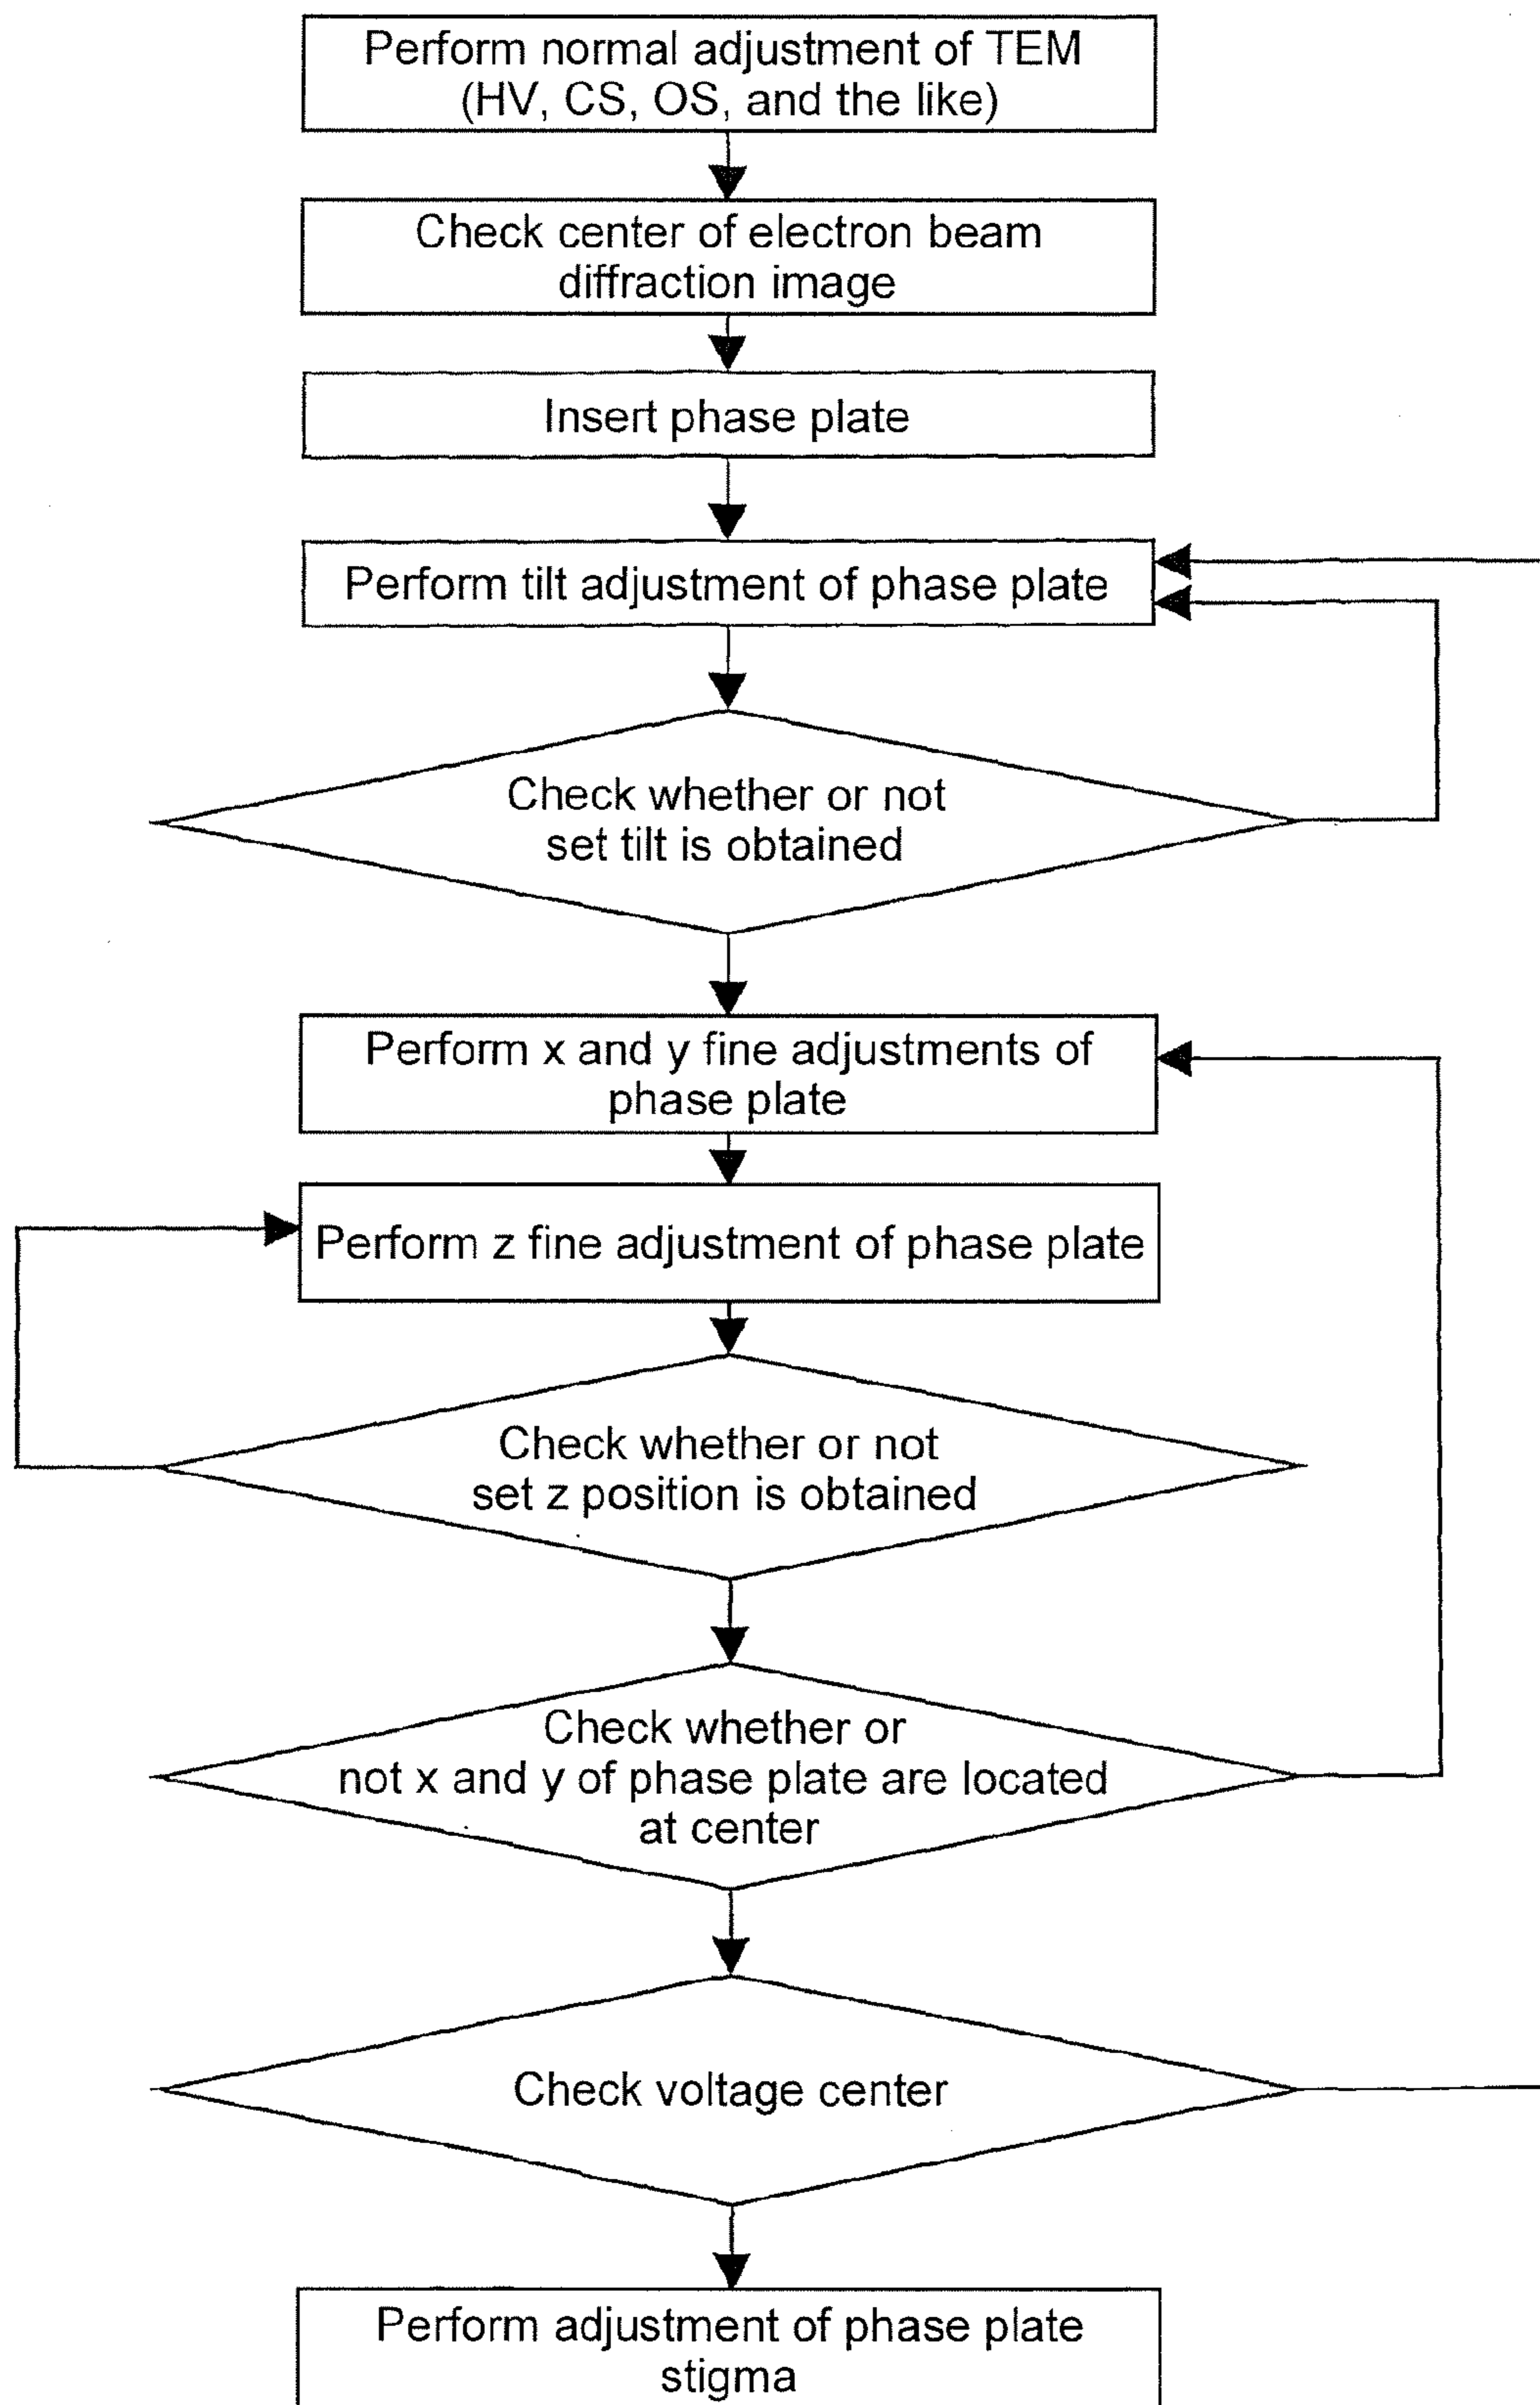 Perform normal adjustment of TEM
(HV, CS, OS, and the like)
Check center of electron beam
diffraction image
Insert phase plate
Perform tilt adjustment of phase plate
Check whether or not
set tilt is obtained
Perform x and y fine adjustments of
phase plate
Perform z fine adjustment of phase plate
Check whether or not
set z position is obtained
Check whether or
not x and y of phase plate are located
at center
Check voltage center
Perform adjustment of phase plate
stigma